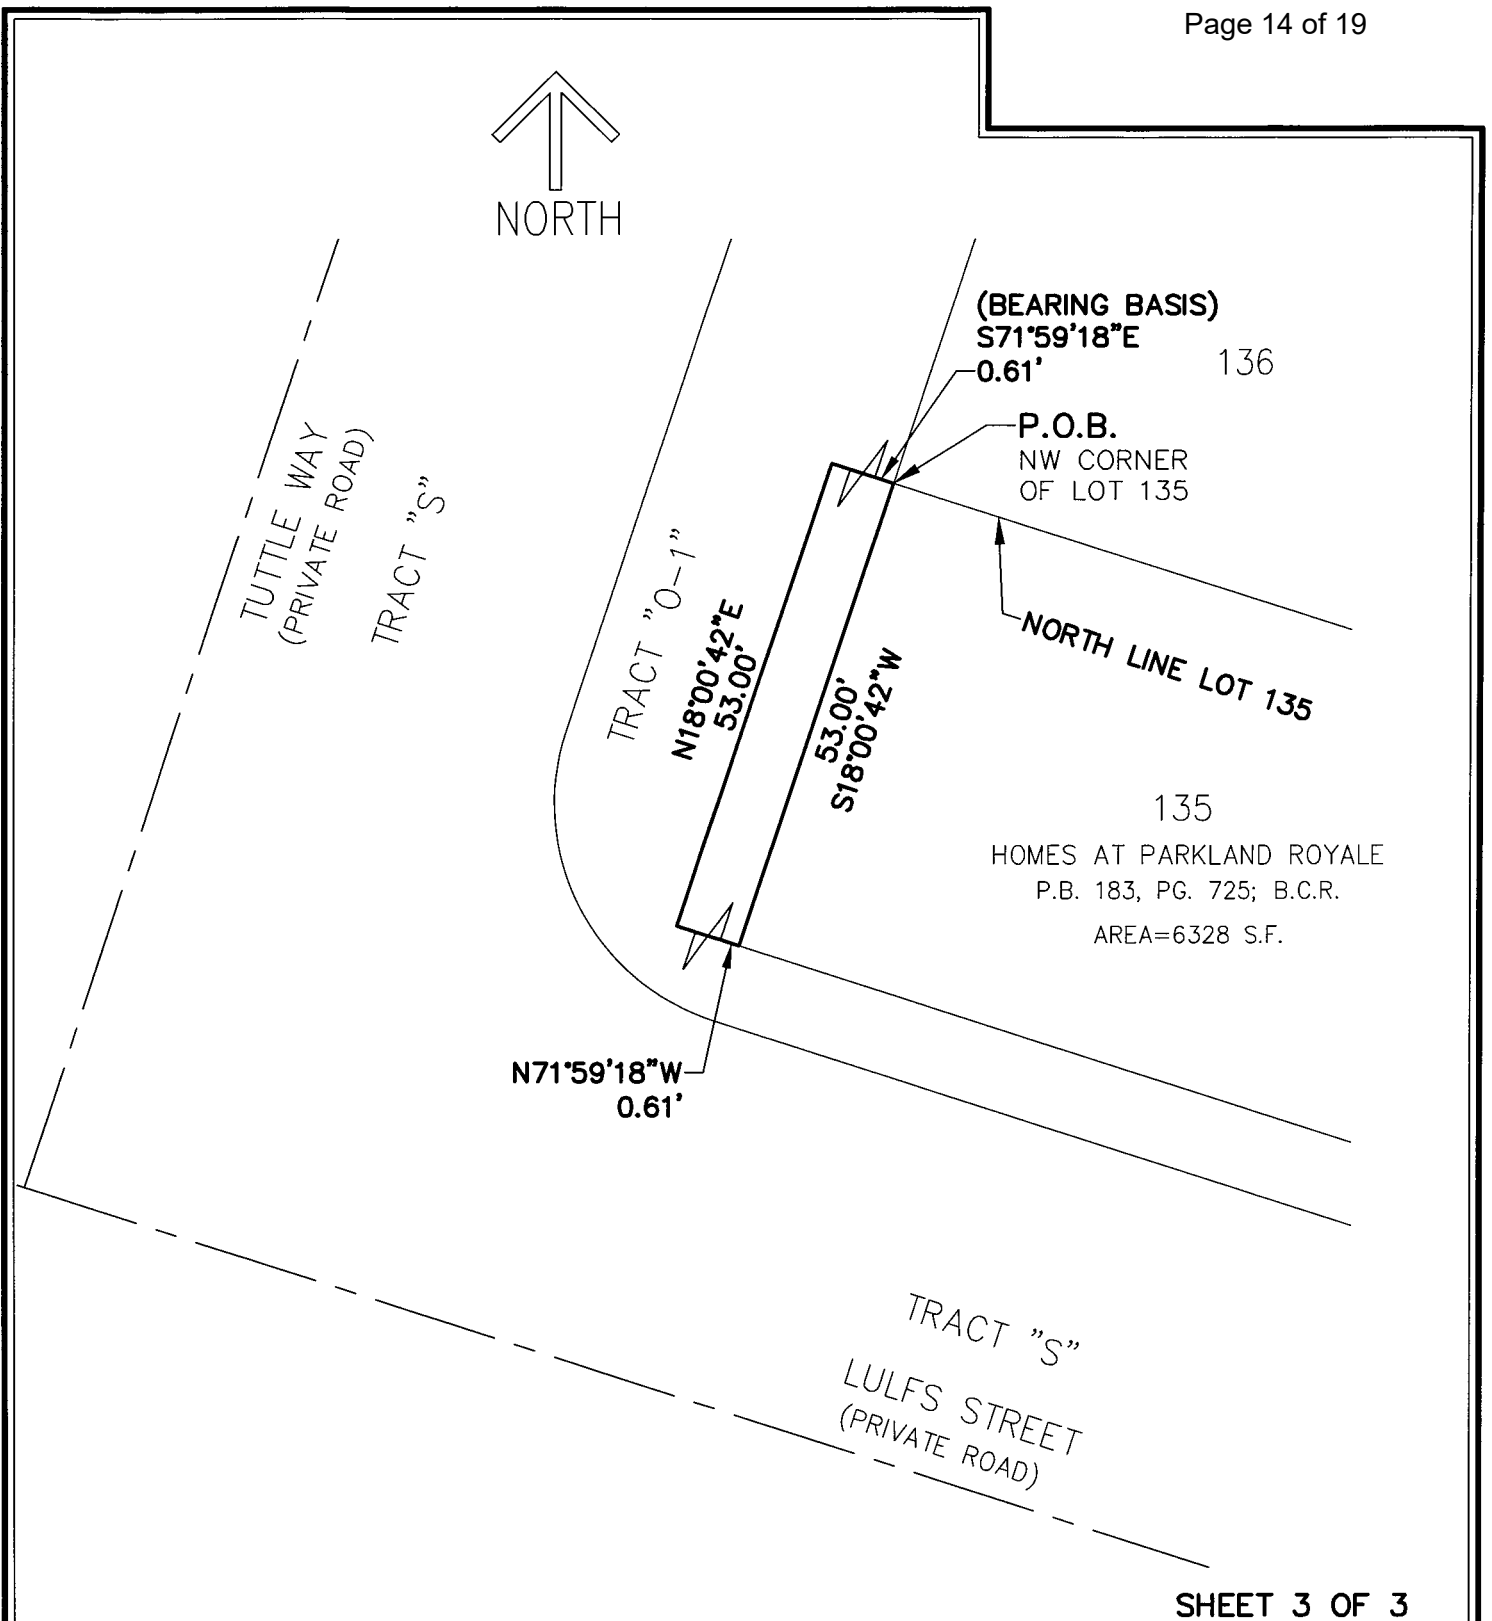 Page 14 of 19
NORTH
(BEARING BASIS)
S71°59'18"E
0.61'
136
P.O.B.
NW CORNER
OF LOT 135
TUTTLE WAY
(PRIVATE ROAD)
TRACT "S"
TRACT "O-1"
N18°00'42"E
53.00'
53.00'
S18°00'42"W
NORTH LINE LOT 135
135
HOMES AT PARKLAND ROYALE
P.B. 183, PG. 725; B.C.R.
AREA=6328 S.F.
N71°59'18"W
0.61'
TRACT "S"
LULFS STREET
(PRIVATE ROAD)
SHEET 3 OF 3